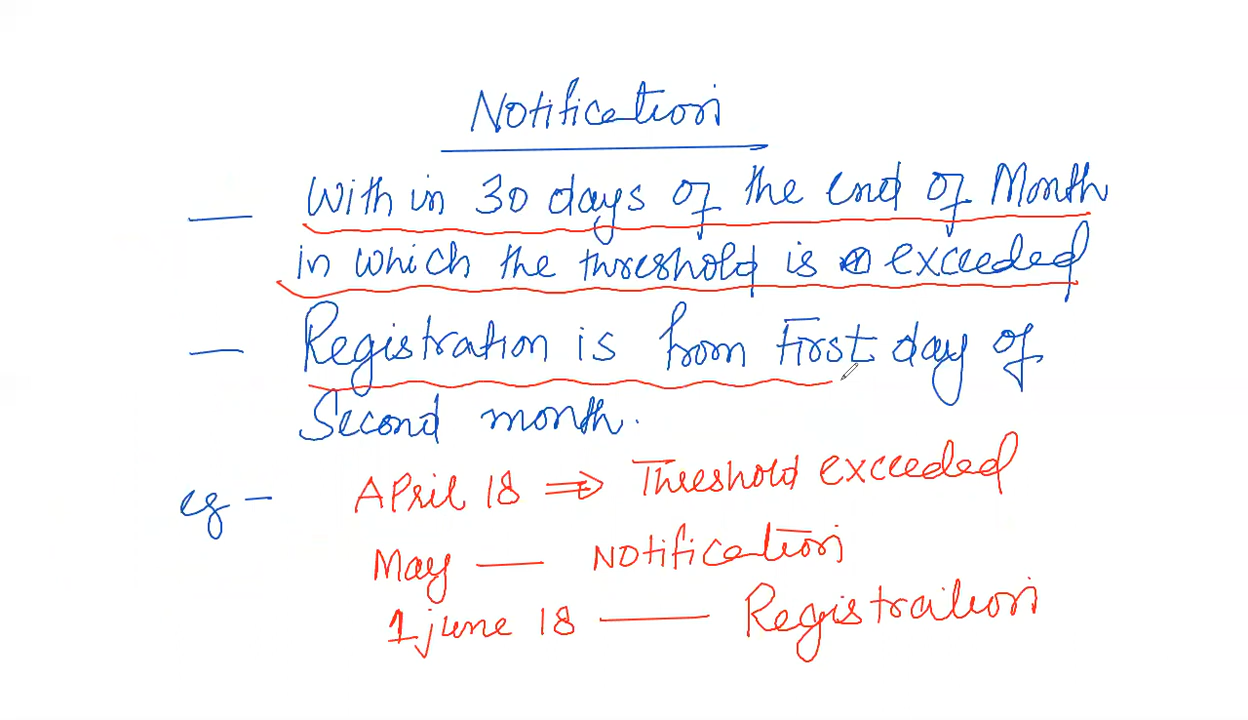 Notification
— With in 30 days of the end of Month
in which the threshold is exceeded
— Registration is from First day of
Second month.
eg - April 18 ⇒ Threshold exceeded
May — Notification
1 june 18 — Registration